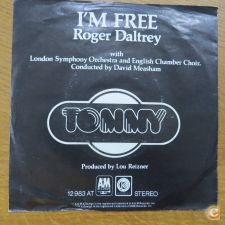 I'M FREE
Roger Daltrey
with
London Symphony Orchestra and English Chamber Choir.
Conducted by David Measham
TOMMY
Produced by Lou Reizner
12 983 AT
AM
STEREO